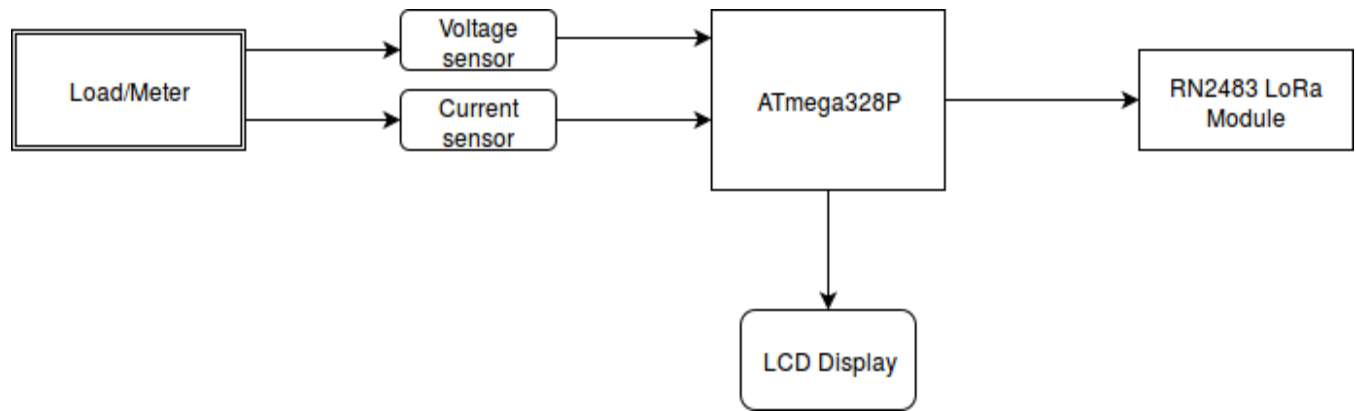 Load/Meter
Voltage
sensor
Current
sensor
ATmega328P
RN2483 LoRa
Module
LCD Display